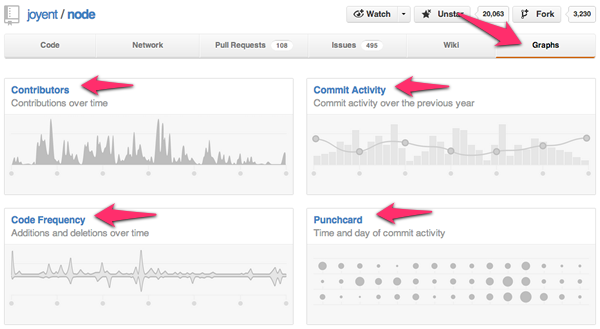 joyent / node
Watch Unstar 20,063 Fork 3,230
Code Network Pull Requests 108 Issues 495 Wiki Graphs
Contributors
Contributions over time
Commit Activity
Commit activity over the previous year
Code Frequency
Additions and deletions over time
Punchcard
Time and day of commit activity